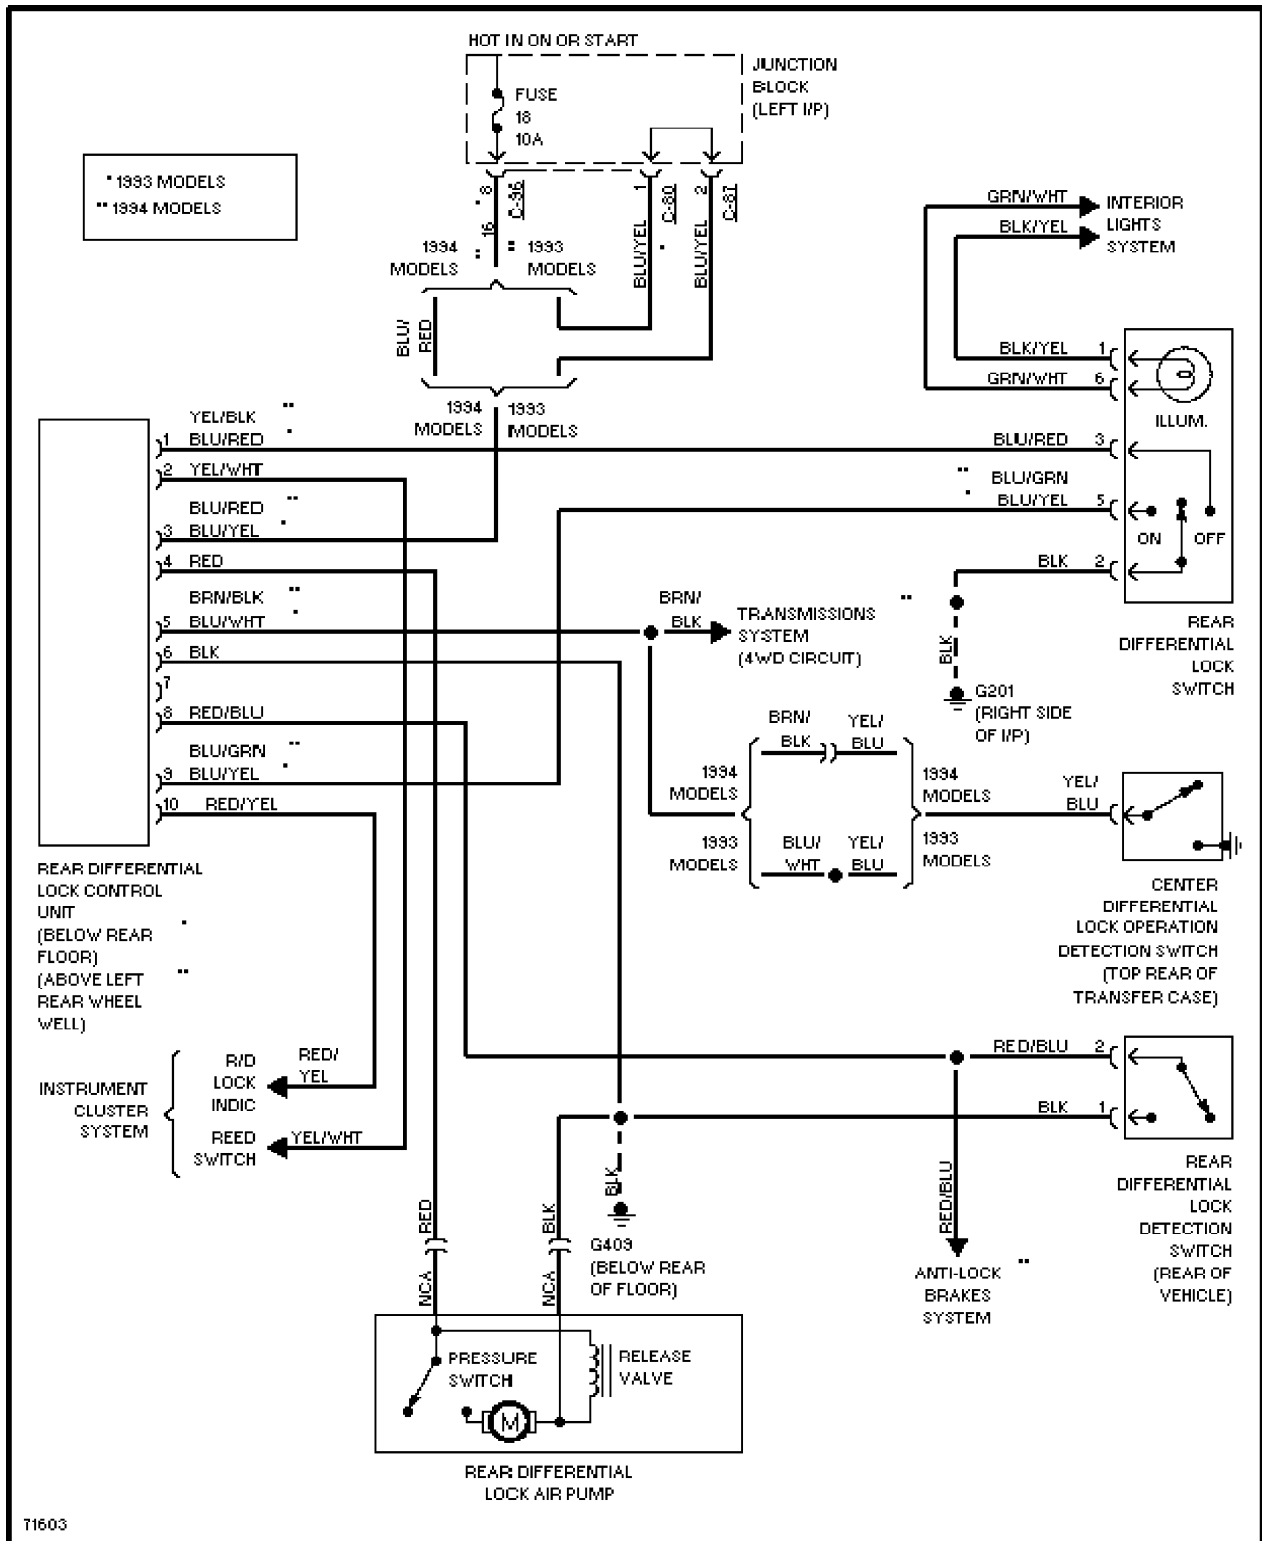 HOT IN ON OR START
JUNCTION
BLOCK
(LEFT I/P)
FUSE
18
10A
* 1993 MODELS
** 1994 MODELS
8
*
C-96
16
**
1
C-80
2
C-87
BLU/YEL
*
BLU/YEL
1994
MODELS
** 1993
MODELS
BLU/
RED
1994
MODELS
1993
MODELS
GRN/WHT
BLK/YEL
INTERIOR
LIGHTS
SYSTEM
BLK/YEL 1
GRN/WHT 6
ILLUM.
YEL/BLK **
1 BLU/RED *
BLU/RED 3
2 YEL/WHT
** BLU/GRN
* BLU/YEL 5
BLU/RED **
3 BLU/YEL *
ON OFF
4 RED
BLK 2
BRN/BLK **
5 BLU/WHT *
BRN/
BLK
TRANSMISSIONS **
SYSTEM
(4WD CIRCUIT)
BLK
G201
(RIGHT SIDE
OF I/P)
REAR
DIFFERENTIAL
LOCK
SWITCH
6 BLK
7
8 RED/BLU
BLU/GRN **
9 BLU/YEL *
10 RED/YEL
BRN/
BLK
YEL/
BLU
1994
MODELS
1994
MODELS
1993
MODELS
BLU/
WHT
YEL/
BLU
1993
MODELS
YEL/
BLU
CENTER
DIFFERENTIAL
LOCK OPERATION
DETECTION SWITCH
(TOP REAR OF
TRANSFER CASE)
REAR DIFFERENTIAL
LOCK CONTROL
UNIT
(BELOW REAR *
FLOOR)
(ABOVE LEFT **
REAR WHEEL
WELL)
INSTRUMENT
CLUSTER
SYSTEM
R/D
LOCK
INDIC
RED/
YEL
REED
SWITCH
YEL/WHT
RED/BLU 2
BLK 1
REAR
DIFFERENTIAL
LOCK
DETECTION
SWITCH
(REAR OF
VEHICLE)
RED/BLU
ANTI-LOCK **
BRAKES
SYSTEM
BLK
G409
(BELOW REAR
OF FLOOR)
RED
NCA
BLK
NCA
PRESSURE
SWITCH
RELEASE
VALVE
M
REAR DIFFERENTIAL
LOCK AIR PUMP
71603